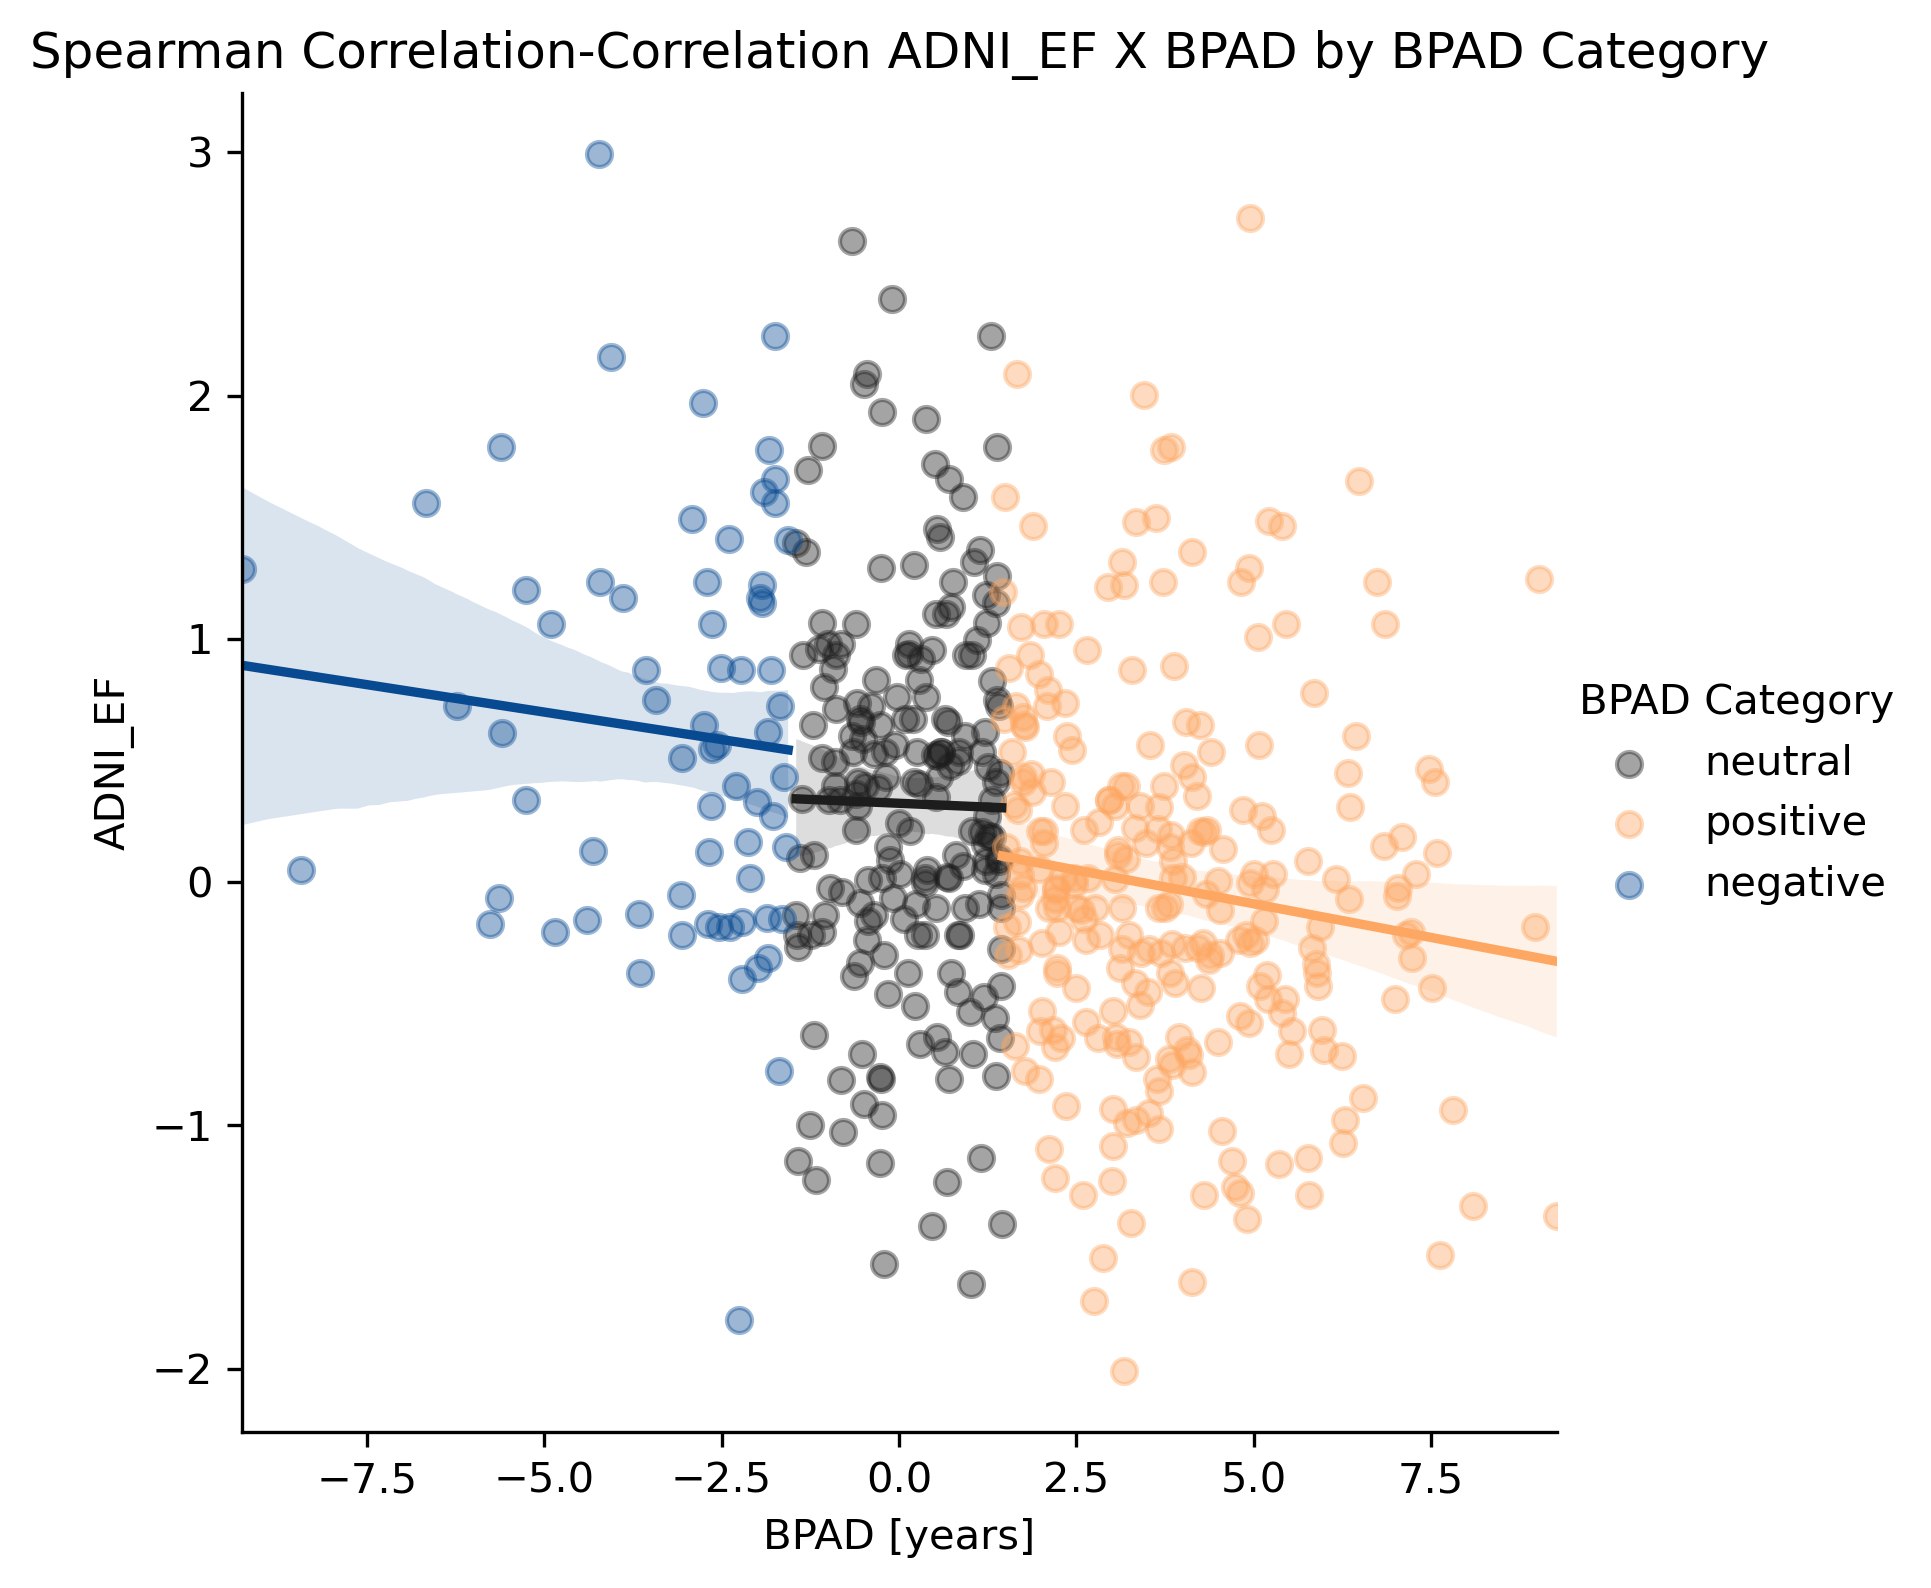 Spearman Correlation-Correlation ADNI_EF X BPAD by BPAD Category
3
2
1
0
−1
−2
ADNI_EF
−7.5
−5.0
−2.5
0.0
2.5
5.0
7.5
BPAD [years]
BPAD Category
neutral
positive
negative